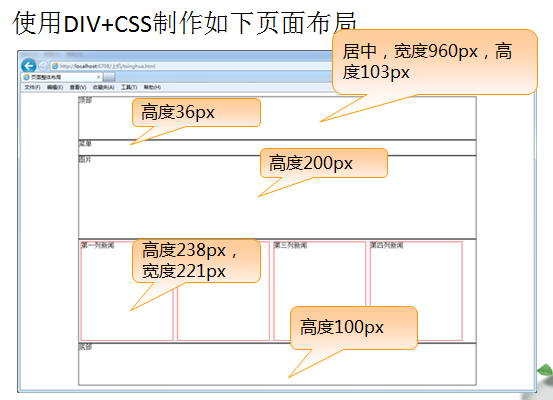 使用DIV+CSS制作如下页面布局
居中，宽度960px，高
度103px
http://localhost:6708/上机/tsinghua.html
页面整体布局
文件(F) 编辑(E) 查看(V) 收藏夹(A) 工具(T) 帮助(H)
顶部
高度36px
菜单
图片
高度200px
第一列新闻
高度238px，
宽度221px
第三列新闻
第四列新闻
高度100px
底部